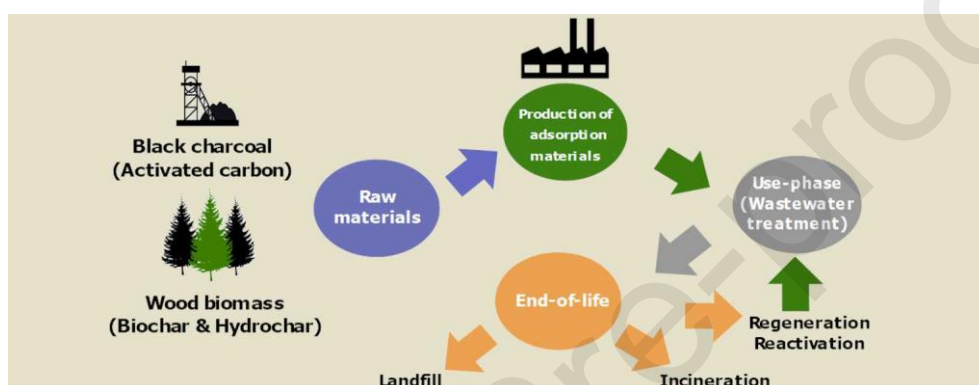 Black charcoal
(Activated carbon)
Wood biomass
(Biochar & Hydrochar)
Raw
materials
Production of
adsorption
materials
Use-phase
(Wastewater
treatment)
End-of-life
Regeneration
Reactivation
Landfill
Incineration